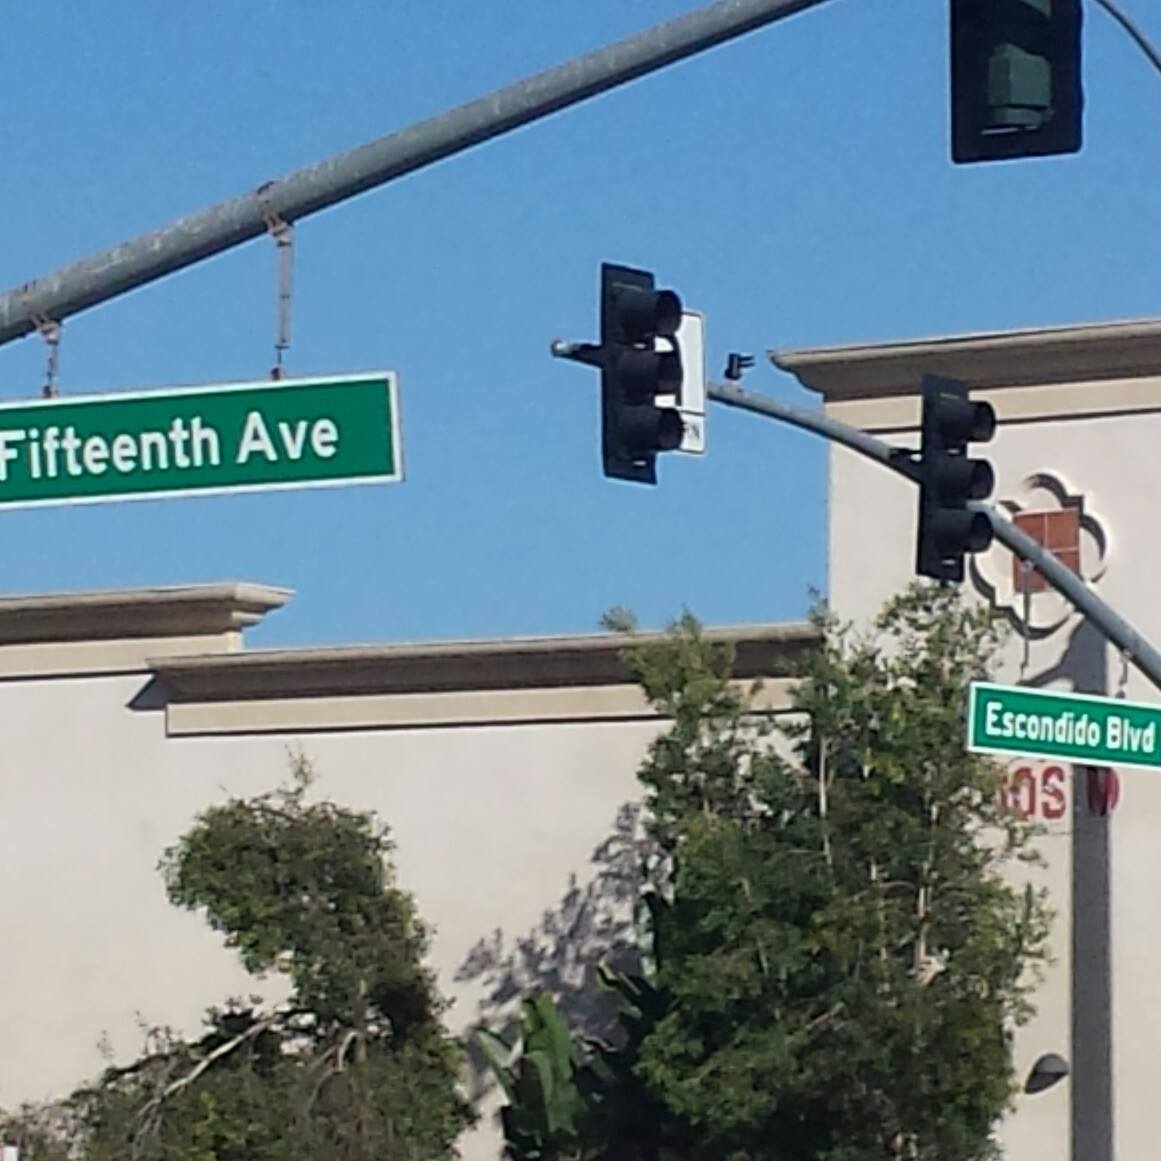 Fifteenth Ave
Escondido Blvd